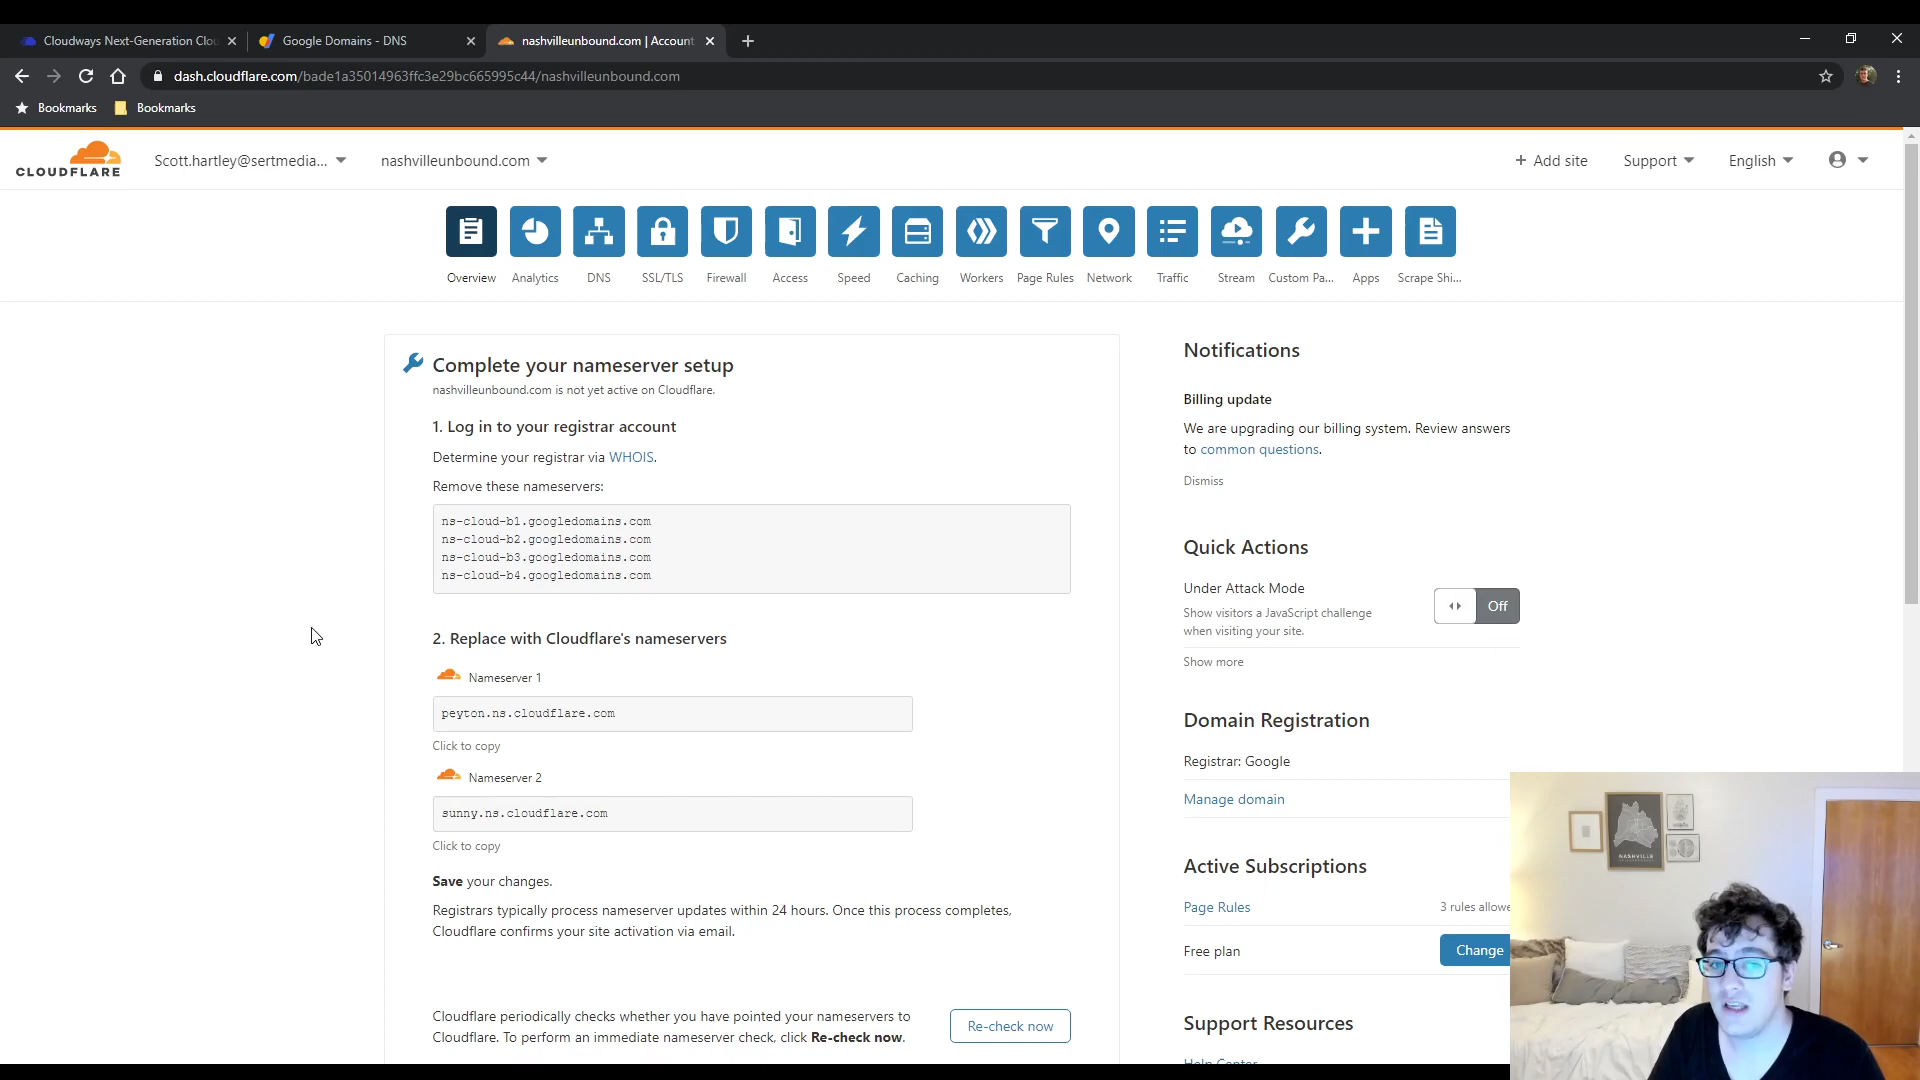 Cloudways Next-Generation Clou
Google Domains - DNS
nashvilleunbound.com | Account
dash.cloudflare.com/bade1a35014963ffc3e29bc665995c44/nashvilleunbound.com
Bookmarks
Bookmarks
CLOUDFLARE
Scott.hartley@sertmedia...
nashvilleunbound.com
+ Add site
Support
English
Overview
Analytics
DNS
SSL/TLS
Firewall
Access
Speed
Caching
Workers
Page Rules
Network
Traffic
Stream
Custom Pa...
Apps
Scrape Shi...
Complete your nameserver setup
nashvilleunbound.com is not yet active on Cloudflare.
1. Log in to your registrar account
Determine your registrar via WHOIS.
Remove these nameservers:
ns-cloud-b1.googledomains.com
ns-cloud-b2.googledomains.com
ns-cloud-b3.googledomains.com
ns-cloud-b4.googledomains.com
2. Replace with Cloudflare's nameservers
Nameserver 1
peyton.ns.cloudflare.com
Click to copy
Nameserver 2
sunny.ns.cloudflare.com
Click to copy
Save your changes.
Registrars typically process nameserver updates within 24 hours. Once this process completes,
Cloudflare confirms your site activation via email.
Cloudflare periodically checks whether you have pointed your nameservers to
Cloudflare. To perform an immediate nameserver check, click Re-check now.
Re-check now
Notifications
Billing update
We are upgrading our billing system. Review answers
to common questions.
Dismiss
Quick Actions
Under Attack Mode
Show visitors a JavaScript challenge
when visiting your site.
Off
Show more
Domain Registration
Registrar: Google
Manage domain
Active Subscriptions
Page Rules
3 rules allowe
Free plan
Change
Support Resources
Help Center
NASHVILLE